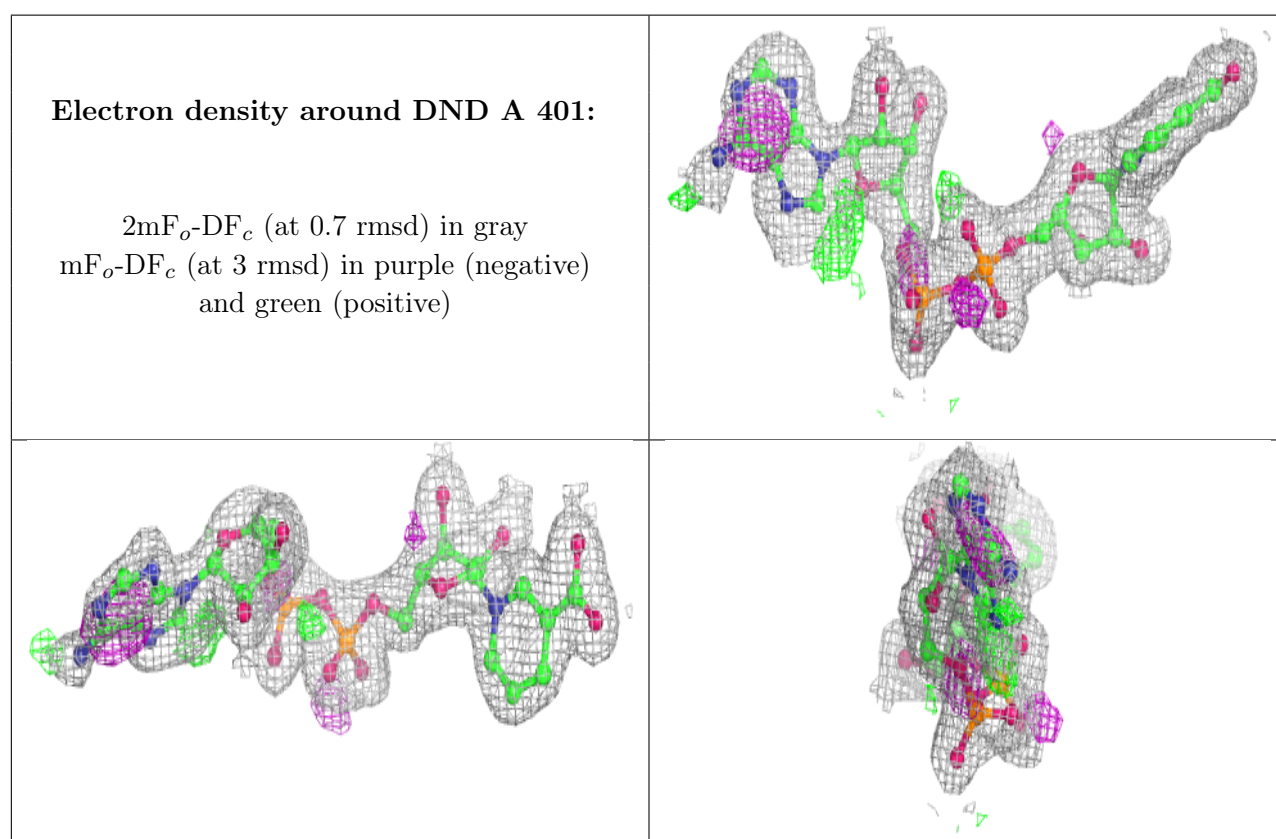 Electron density around DND A 401:
2mFo-DFc (at 0.7 rmsd) in gray
mFo-DFc (at 3 rmsd) in purple (negative)
and green (positive)